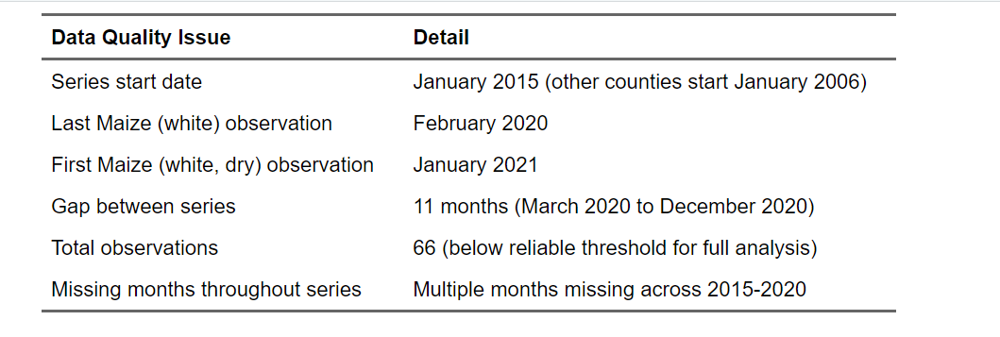 Data Quality Issue Detail
Series start date January 2015 (other counties start January 2006)
Last Maize (white) observation February 2020
First Maize (white, dry) observation January 2021
Gap between series 11 months (March 2020 to December 2020)
Total observations 66 (below reliable threshold for full analysis)
Missing months throughout series Multiple months missing across 2015-2020